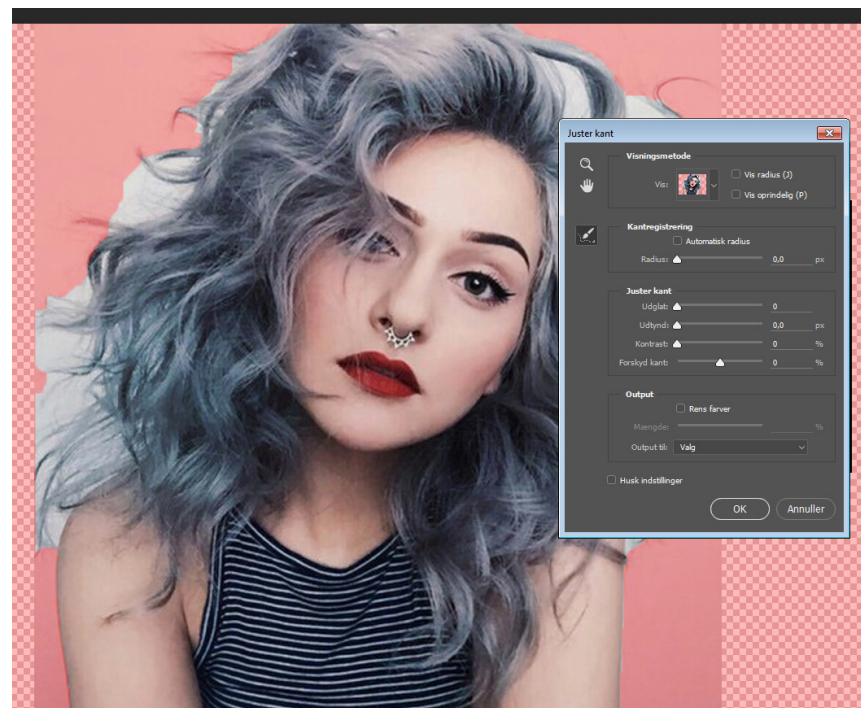 Juster kant
Visningsmetode
Vis:
Vis radius (J)
Vis oprindelig (P)
Kantregistrering
Automatisk radius
Radius: 0,0 px
Juster kant
Udglat: 0
Udtynd: 0,0 px
Kontrast: 0 %
Forskyd kant: 0 %
Output
Rens farver
Mængde: %
Output til: Valg
Husk indstillinger
OK Annuller